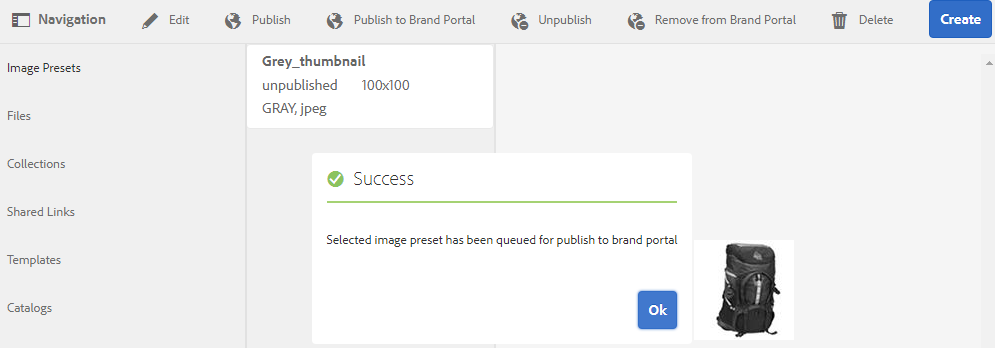 Navigation Edit Publish Publish to Brand Portal Unpublish Remove from Brand Portal Delete Create
Image Presets
Files
Collections
Shared Links
Templates
Catalogs
Grey_thumbnail
unpublished 100x100
GRAY, jpeg
Success
Selected image preset has been queued for publish to brand portal
Ok